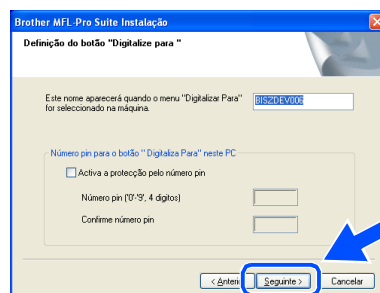 Brother MFL-Pro Suite Instalação
Definição do botão "Digitalize para "
Este nome aparecerá quando o menu "Digitalizar Para" for seleccionado na máquina.
BISZDEV006
Número pin para o botão " Digitaliza Para" neste PC
Activa a protecção pelo número pin
Número pin ('0'-'9', 4 dígitos)
Confirme número pin
< Anteri
Seguinte >
Cancelar